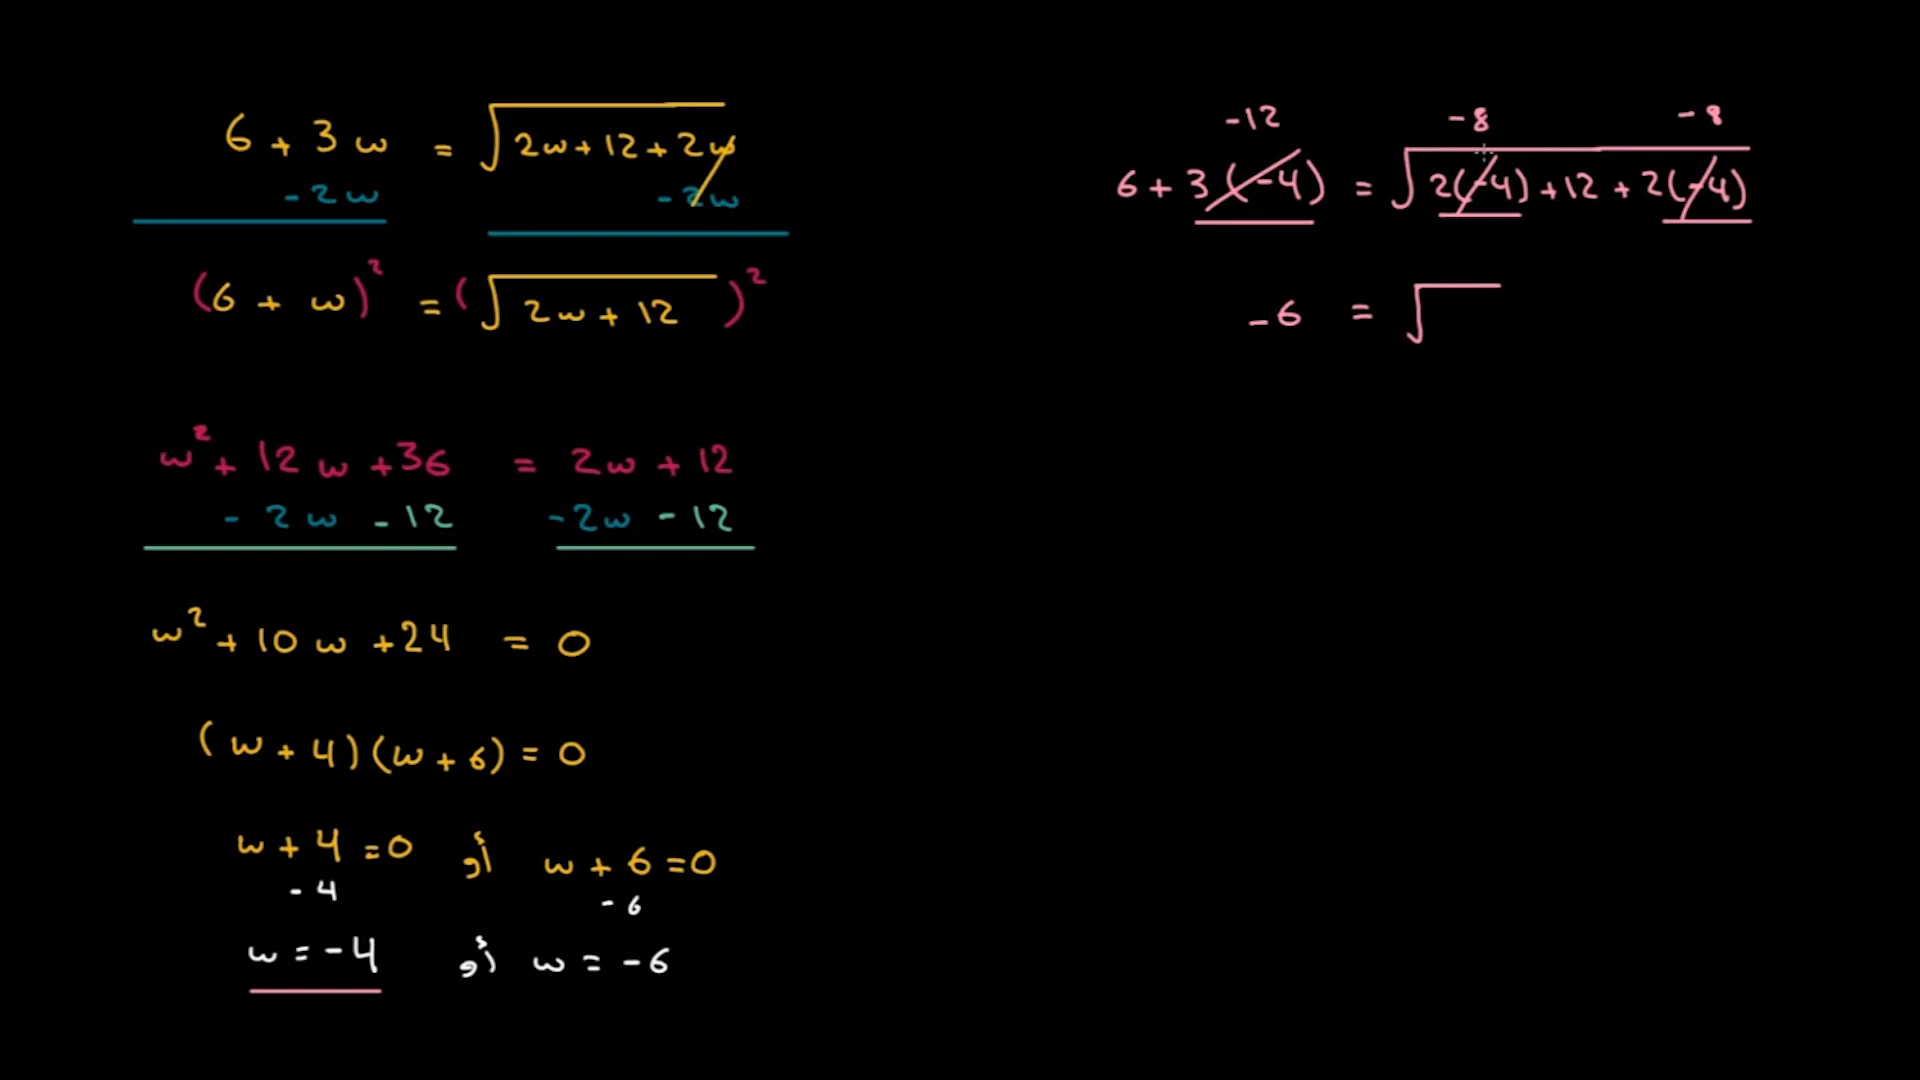 6 + 3w = √(2w + 12 + 2w)
- 2w - 2w
(6 + w)² = (√(2w + 12))²
w² + 12w + 36 = 2w + 12
- 2w - 12 - 2w - 12
w² + 10w + 24 = 0
(w + 4)(w + 6) = 0
w + 4 = 0 أو w + 6 = 0
- 4 - 6
w = -4 أو w = -6
-12 -8 -8
6 + 3(-4) = √(2(-4) + 12 + 2(-4))
-6 = √